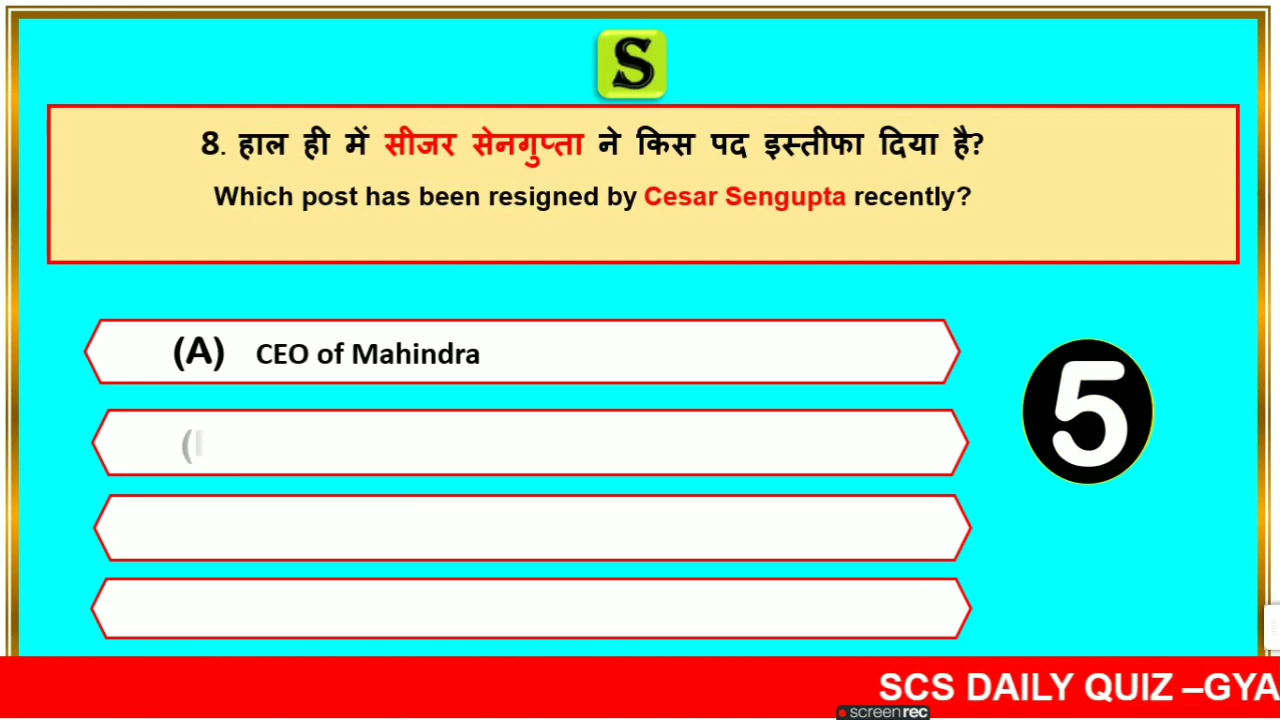 S
8. हाल ही में सीजर सेनगुप्ता ने किस पद इस्तीफा दिया है?
Which post has been resigned by Cesar Sengupta recently?
(A) CEO of Mahindra
5
(
SCS DAILY QUIZ –GYA
screenrec